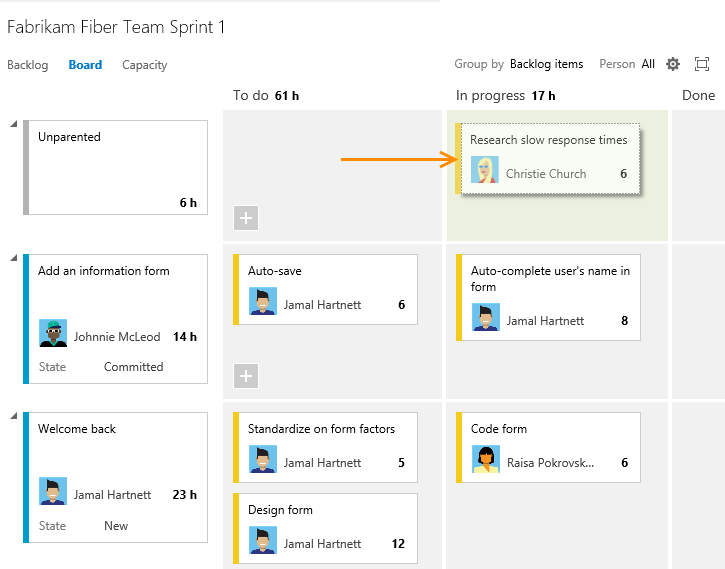 Fabrikam Fiber Team Sprint 1
Backlog Board Capacity
Group by Backlog items Person All
To do 61 h
In progress 17 h
Done
Unparented
6 h
Research slow response times
Christie Church 6
Add an information form
Johnnie McLeod 14 h
State Committed
Auto-save
Jamal Hartnett 6
Auto-complete user's name in
form
Jamal Hartnett 8
Welcome back
Jamal Hartnett 23 h
State New
Standardize on form factors
Jamal Hartnett 5
Design form
Jamal Hartnett 12
Code form
Raisa Pokrovsk... 6